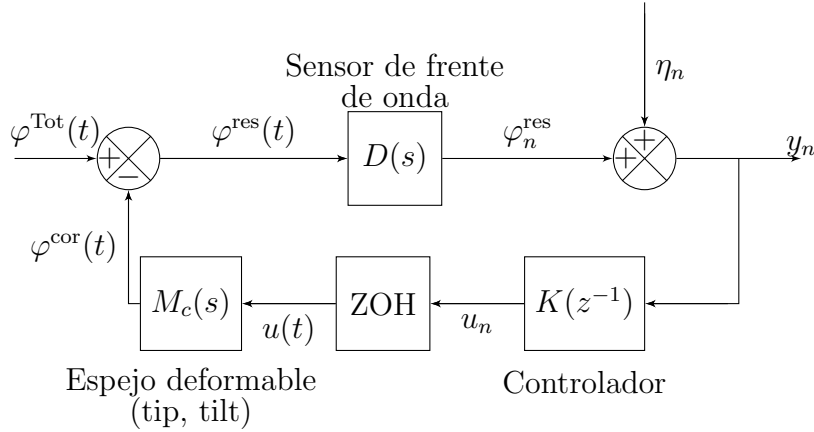 Sensor de frente
de onda
η_n
φ^Tot(t)
φ^res(t)
D(s)
φ_n^res
y_n
+
−
+
+
φ^cor(t)
M_c(s)
u(t)
ZOH
u_n
K(z^−1)
Espejo deformable
(tip, tilt)
Controlador